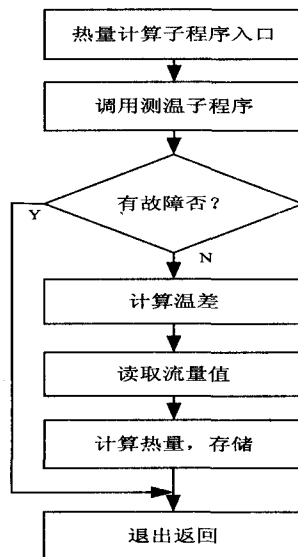 热量计算子程序入口
调用测温子程序
有故障否？
Y
N
计算温差
读取流量值
计算热量，存储
退出返回